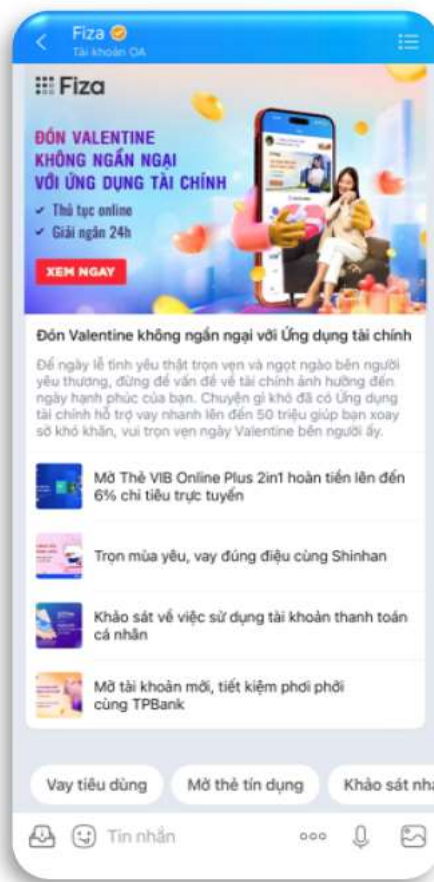 Fiza
Tài khoản OA
Fiza
ĐÓN VALENTINE
KHÔNG NGẦN NGẠI
VỚI ỨNG DỤNG TÀI CHÍNH
Thủ tục online
Giải ngân 24h
XEM NGAY
Đón Valentine không ngần ngại với Ứng dụng tài chính
Để ngày lễ tình yêu thật trọn vẹn và ngọt ngào bên người
yêu thương, đừng để vấn đề về tài chính ảnh hưởng đến
ngày hạnh phúc của bạn. Chuyện gì khó đã có Ứng dụng
tài chính hỗ trợ vay nhanh lên đến 50 triệu giúp bạn xoay
sở khó khăn, vui trọn vẹn ngày Valentine bên người ấy.
Mở Thẻ VIB Online Plus 2in1 hoàn tiền lên đến
6% chi tiêu trực tuyến
Trọn mùa yêu, vay đúng điệu cùng Shinhan
Khảo sát về việc sử dụng tài khoản thanh toán
cá nhân
Mở tài khoản mới, tiết kiệm phơi phới
cùng TPBank
Vay tiêu dùng
Mở thẻ tín dụng
Khảo sát nh
Tin nhắn